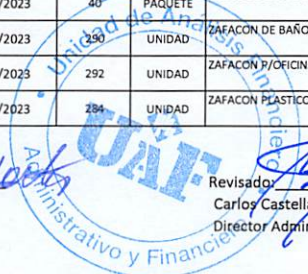 /2023 40 PAQUETE
/2023 290 UNIDAD ZAFACON DE BAÑO
/2023 292 UNIDAD ZAFACON P/OFICIN
/2023 284 UNIDAD ZAFACON PLASTICO
Unidad de Análisis Financiero
UAF
Administrativo y Financiero
Revisado:
Carlos Castella
Director Admin